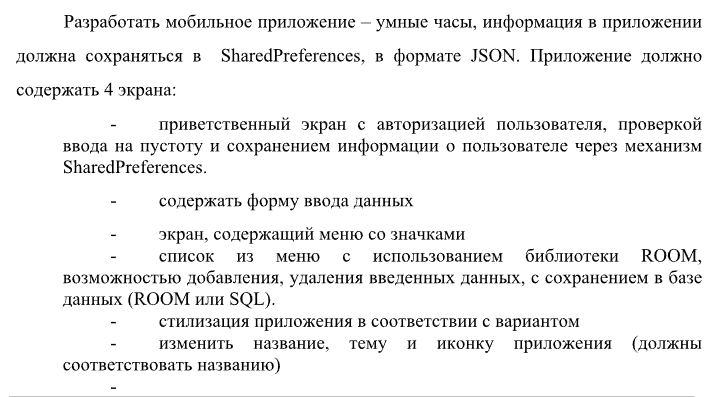 Разработать мобильное приложение – умные часы, информация в приложении
должна сохраняться в SharedPreferences, в формате JSON. Приложение должно
содержать 4 экрана:
- приветственный экран с авторизацией пользователя, проверкой
ввода на пустоту и сохранением информации о пользователе через механизм
SharedPreferences.
- содержать форму ввода данных
- экран, содержащий меню со значками
- список из меню с использованием библиотеки ROOM,
возможностью добавления, удаления введенных данных, с сохранением в базе
данных (ROOM или SQL).
- стилизация приложения в соответствии с вариантом
- изменить название, тему и иконку приложения (должны
соответствовать названию)
-